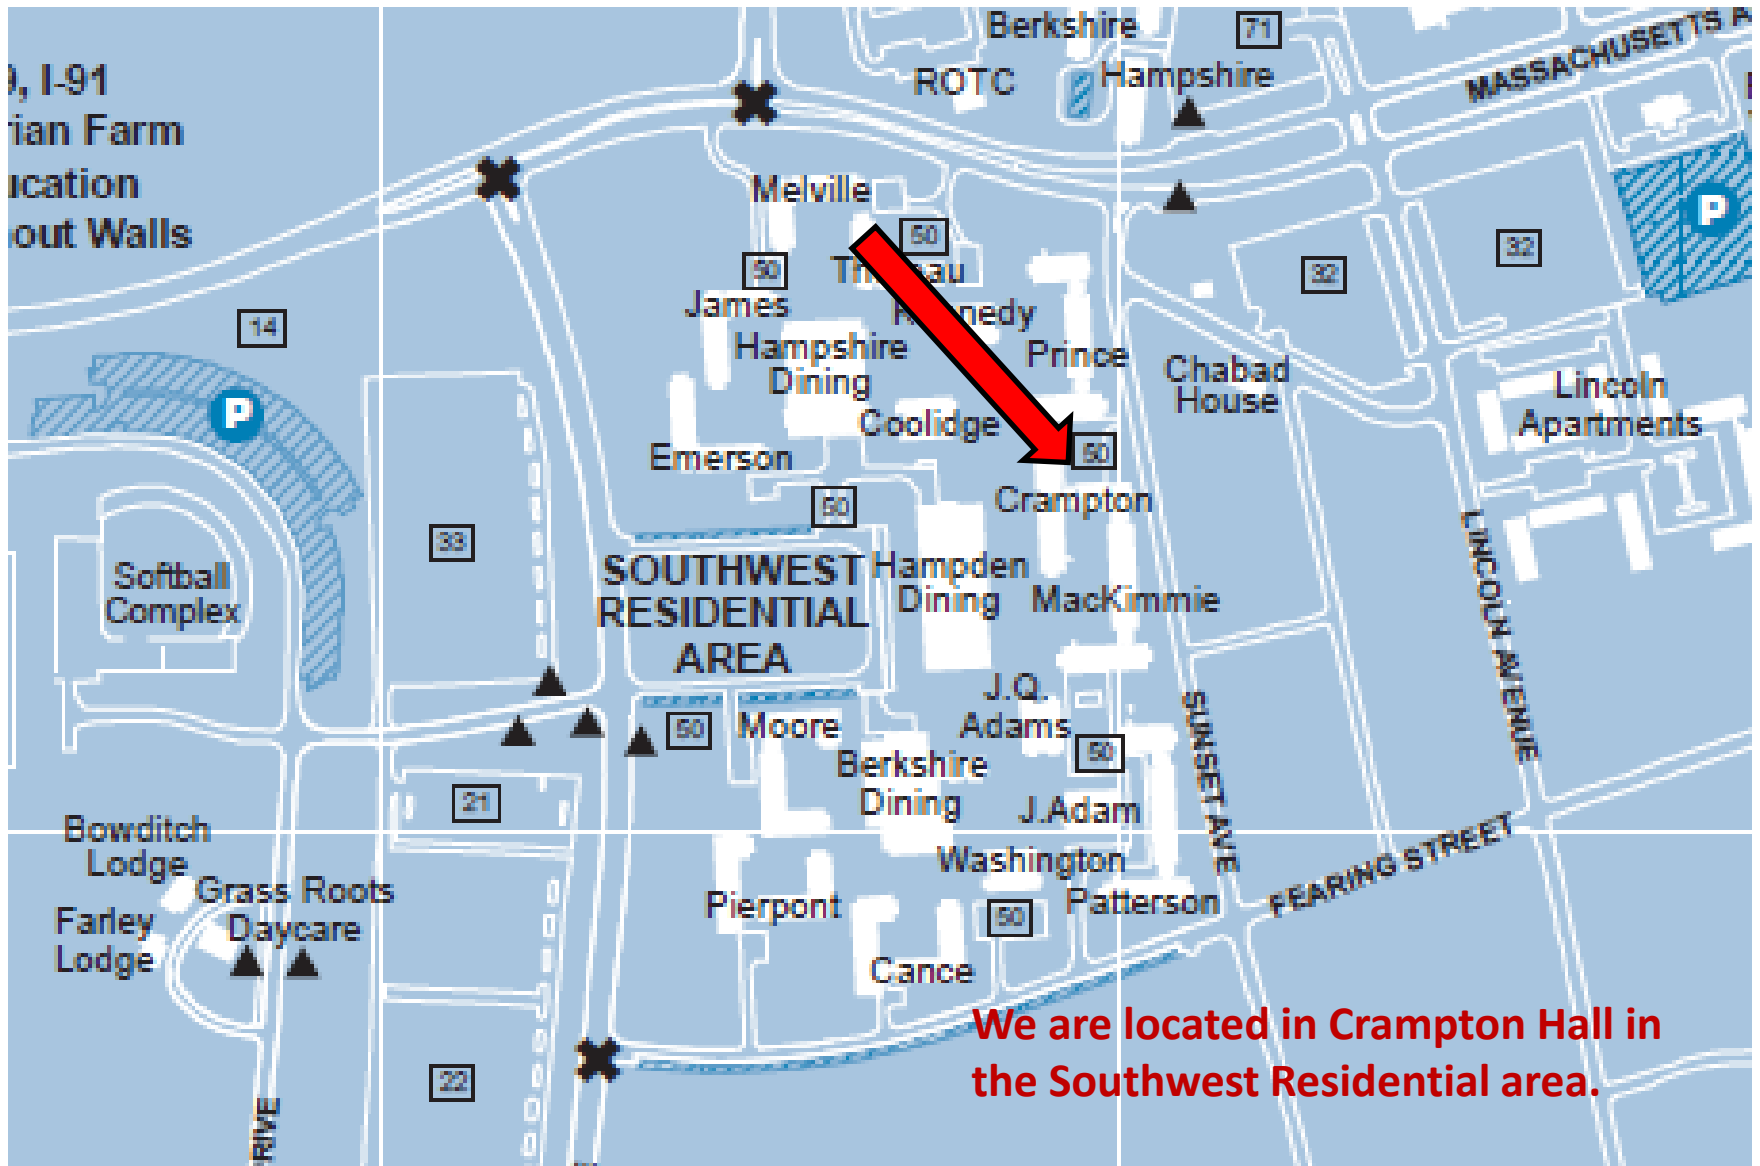 Berkshire
71
MASSACHUSETTS A
ROTC
Hampshire
, I-91
rian Farm
ucation
out Walls
P
Melville
50
50
32
32
James
14
Hampshire
Dining
Prince
Chabad
House
Lincoln
Apartments
P
Coolidge
Emerson
50
Crampton
50
33
SOUTHWEST
RESIDENTIAL
AREA
Hampden
Dining
MacKimmie
Softball
Complex
LINCOLN AVENUE
J.Q.
Adams
SUNSET AVE
50
Moore
50
Berkshire
Dining
21
J.Adam
Bowditch
Lodge
Washington
FEARING STREET
Grass Roots
Daycare
Pierpont
Patterson
50
Farley
Lodge
Cance
We are located in Crampton Hall in
the Southwest Residential area.
22
RIVE